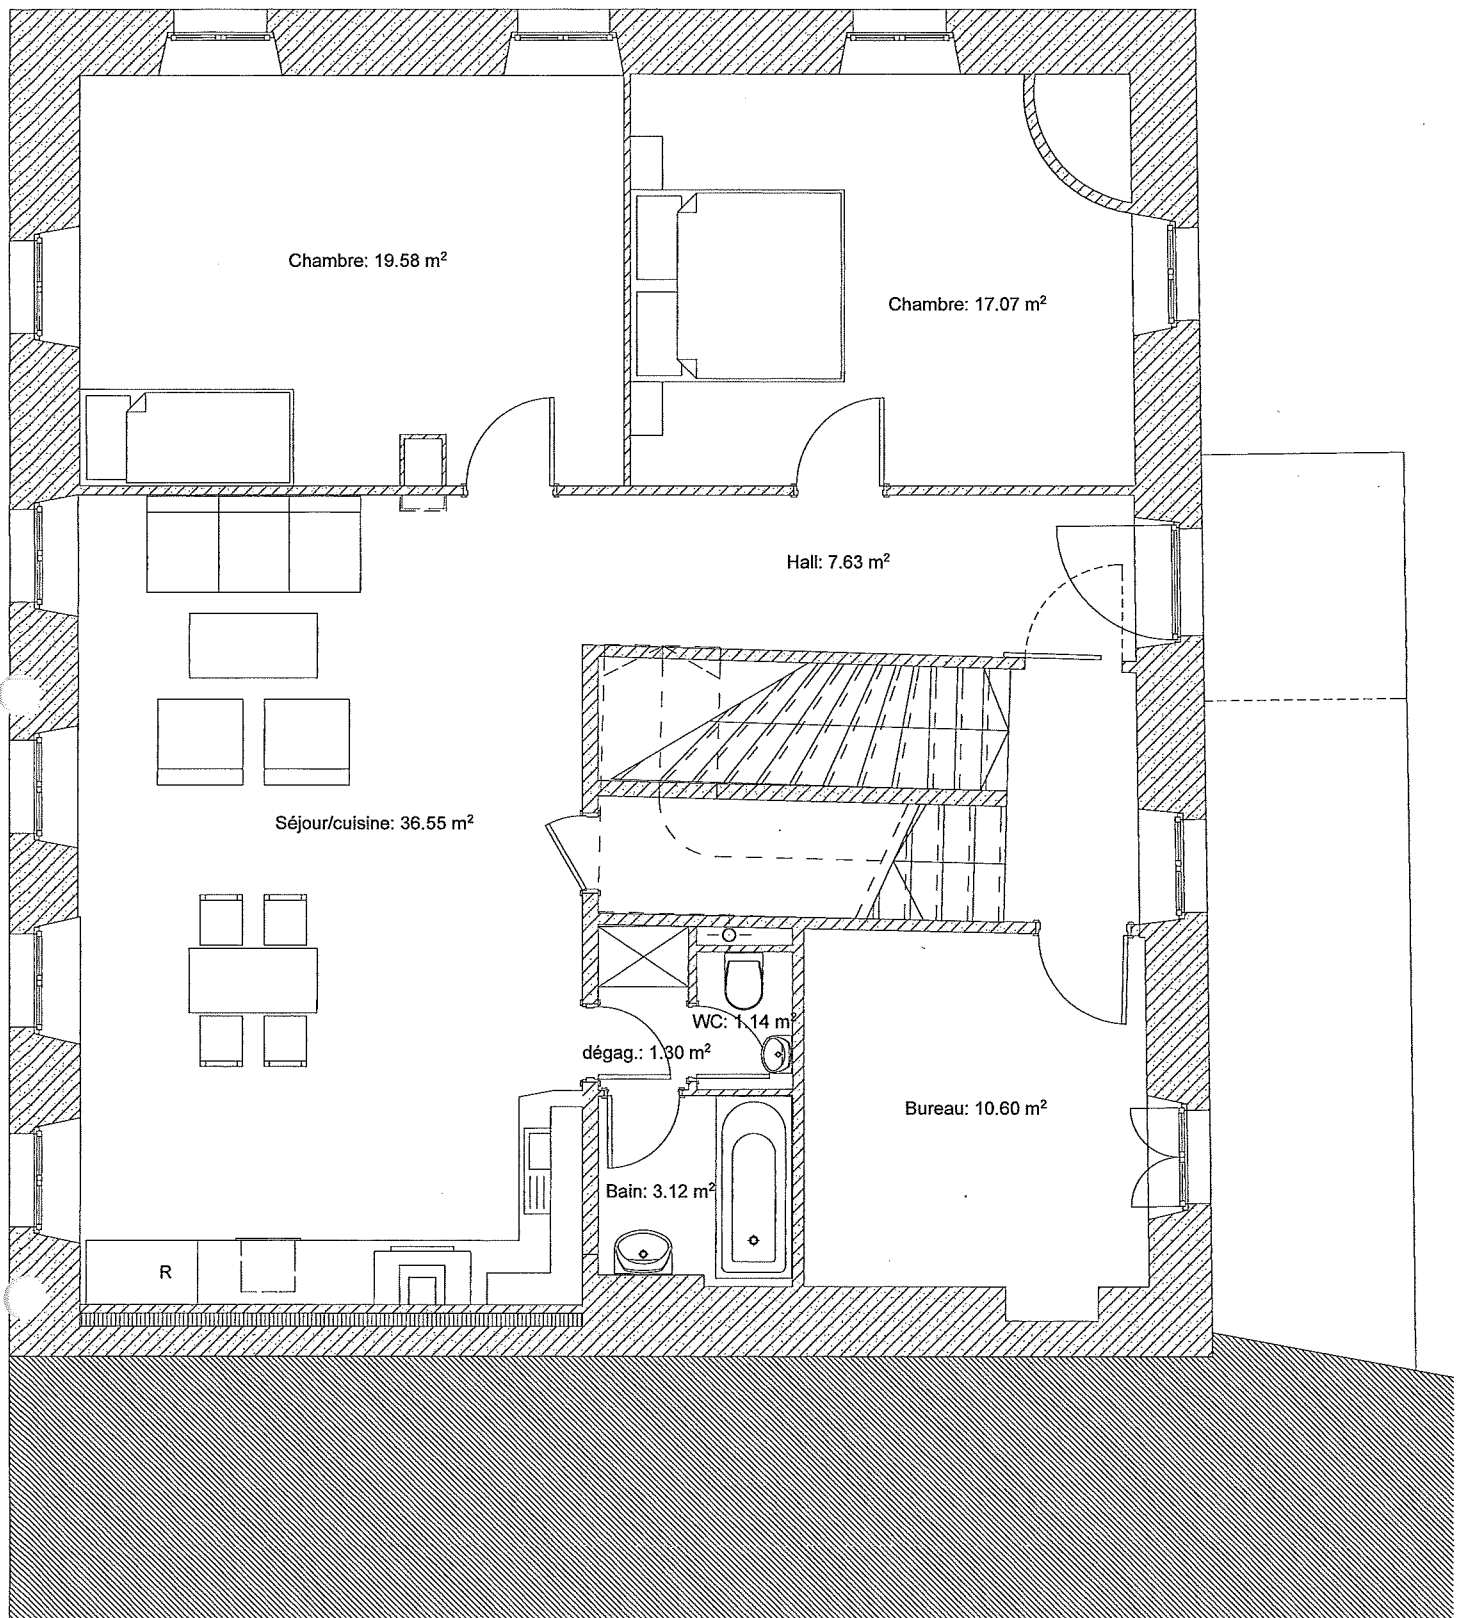 Chambre: 19.58 m²
Chambre: 17.07 m²
Hall: 7.63 m²
Séjour/cuisine: 36.55 m²
WC: 1.14 m²
dégag.: 1.30 m²
Bureau: 10.60 m²
Bain: 3.12 m²
R